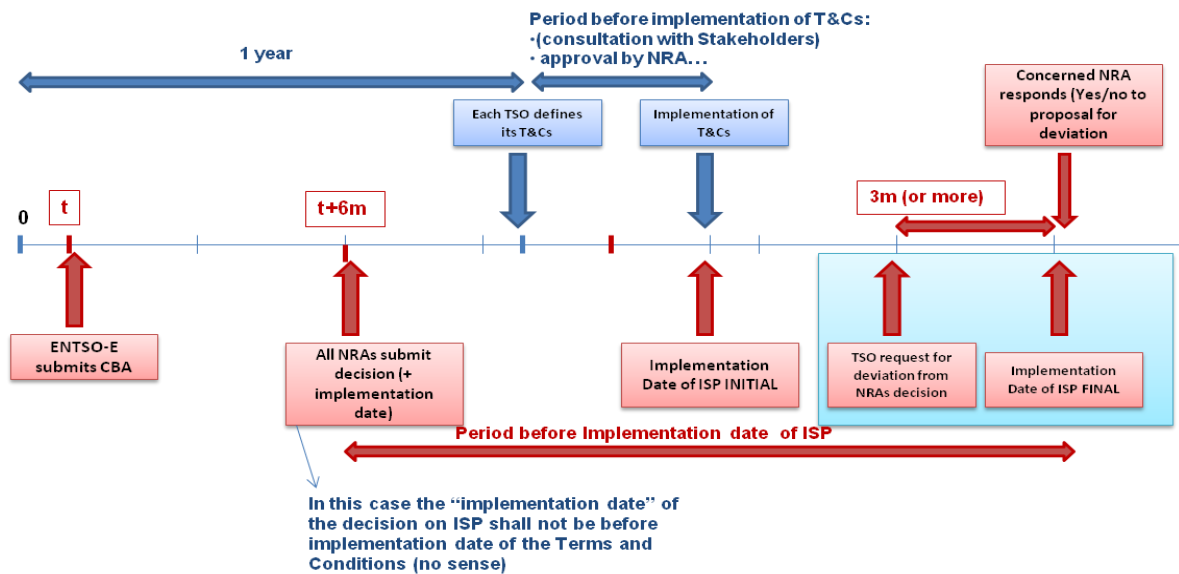 Period before implementation of T&Cs:
·(consultation with Stakeholders)
· approval by NRA…
1 year
Concerned NRA
responds (Yes/no to
proposal for
deviation
Each TSO defines
its T&Cs
Implementation of
T&Cs
0
t
t+6m
3m (or more)
ENTSO-E
submits CBA
All NRAs submit
decision (+
implementation
date)
Implementation
Date of ISP INITIAL
TSO request for
deviation from
NRAs decision
Implementation
Date of ISP FINAL
Period before Implementation date of ISP
In this case the “implementation date” of
the decision on ISP shall not be before
implementation date of the Terms and
Conditions (no sense)